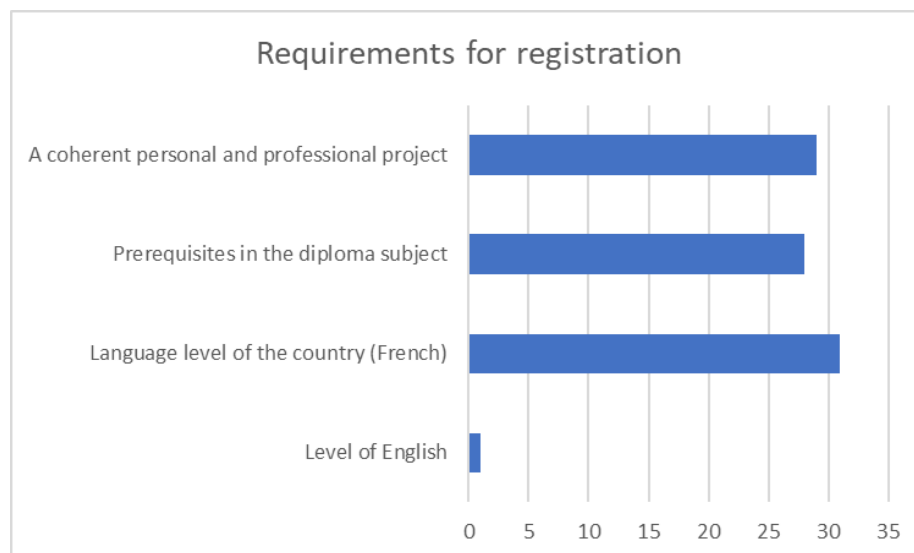 Requirements for registration
A coherent personal and professional project
Prerequisites in the diploma subject
Language level of the country (French)
Level of English
0 5 10 15 20 25 30 35